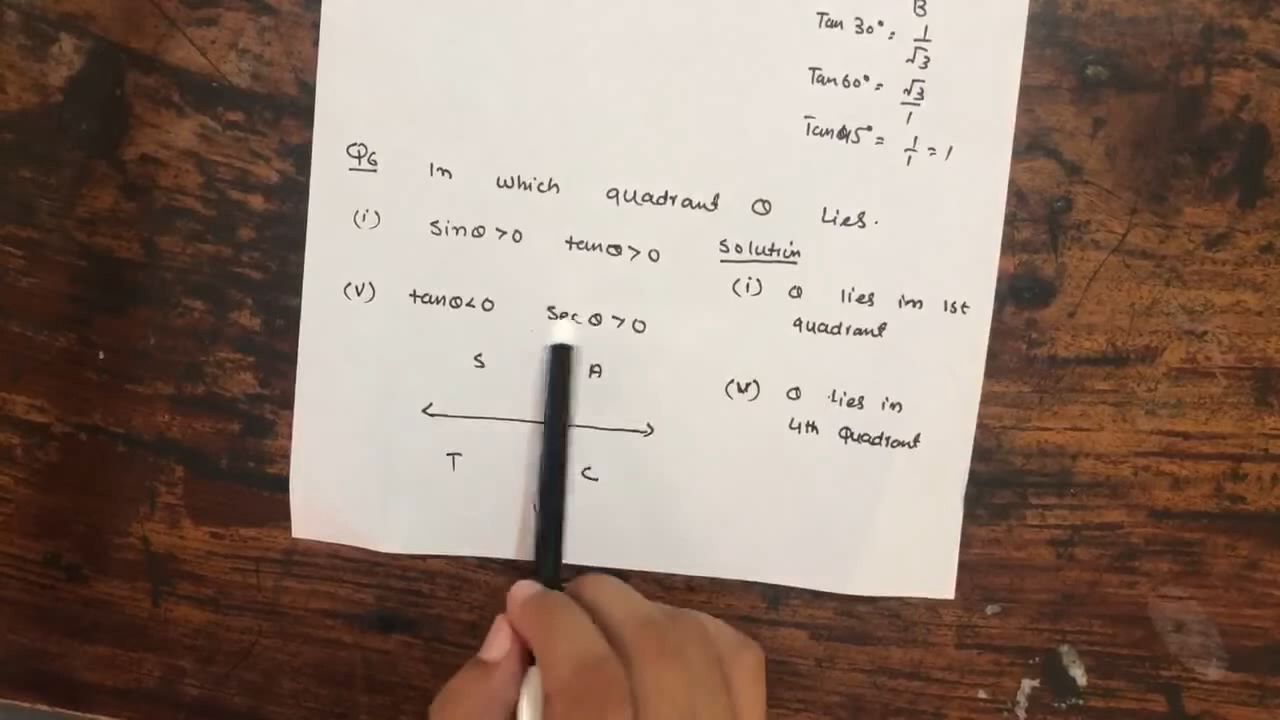 B
Tan 30° = 1/√3
Tan 60° = √3/1
Tan 45° = 1/1 = 1
Q6 In which quadrant θ lies.
(i) sinθ > 0 tanθ > 0
(v) tanθ < 0 secθ > 0
S A
T C
Solution
(i) θ lies in 1st
quadrant
(v) θ lies in
4th Quadrant